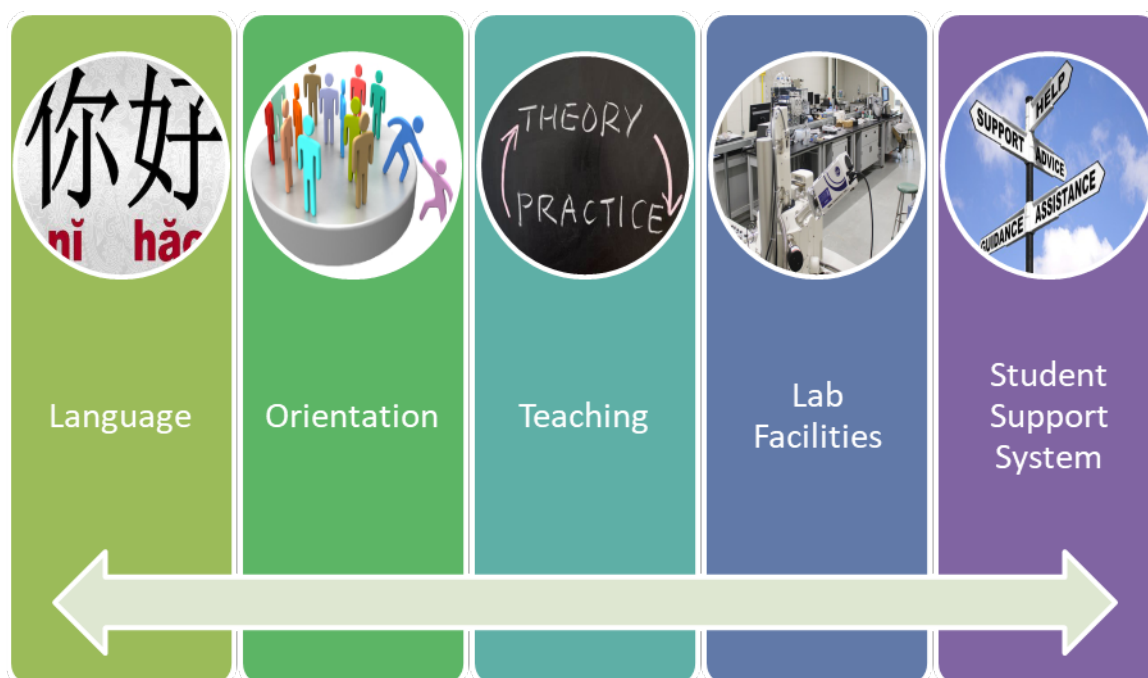 你好
nǐ hǎo
THEORY
PRACTICE
HELP
SUPPORT
ADVICE
ASSISTANCE
GUIDANCE
Language
Orientation
Teaching
Lab
Facilities
Student
Support
System